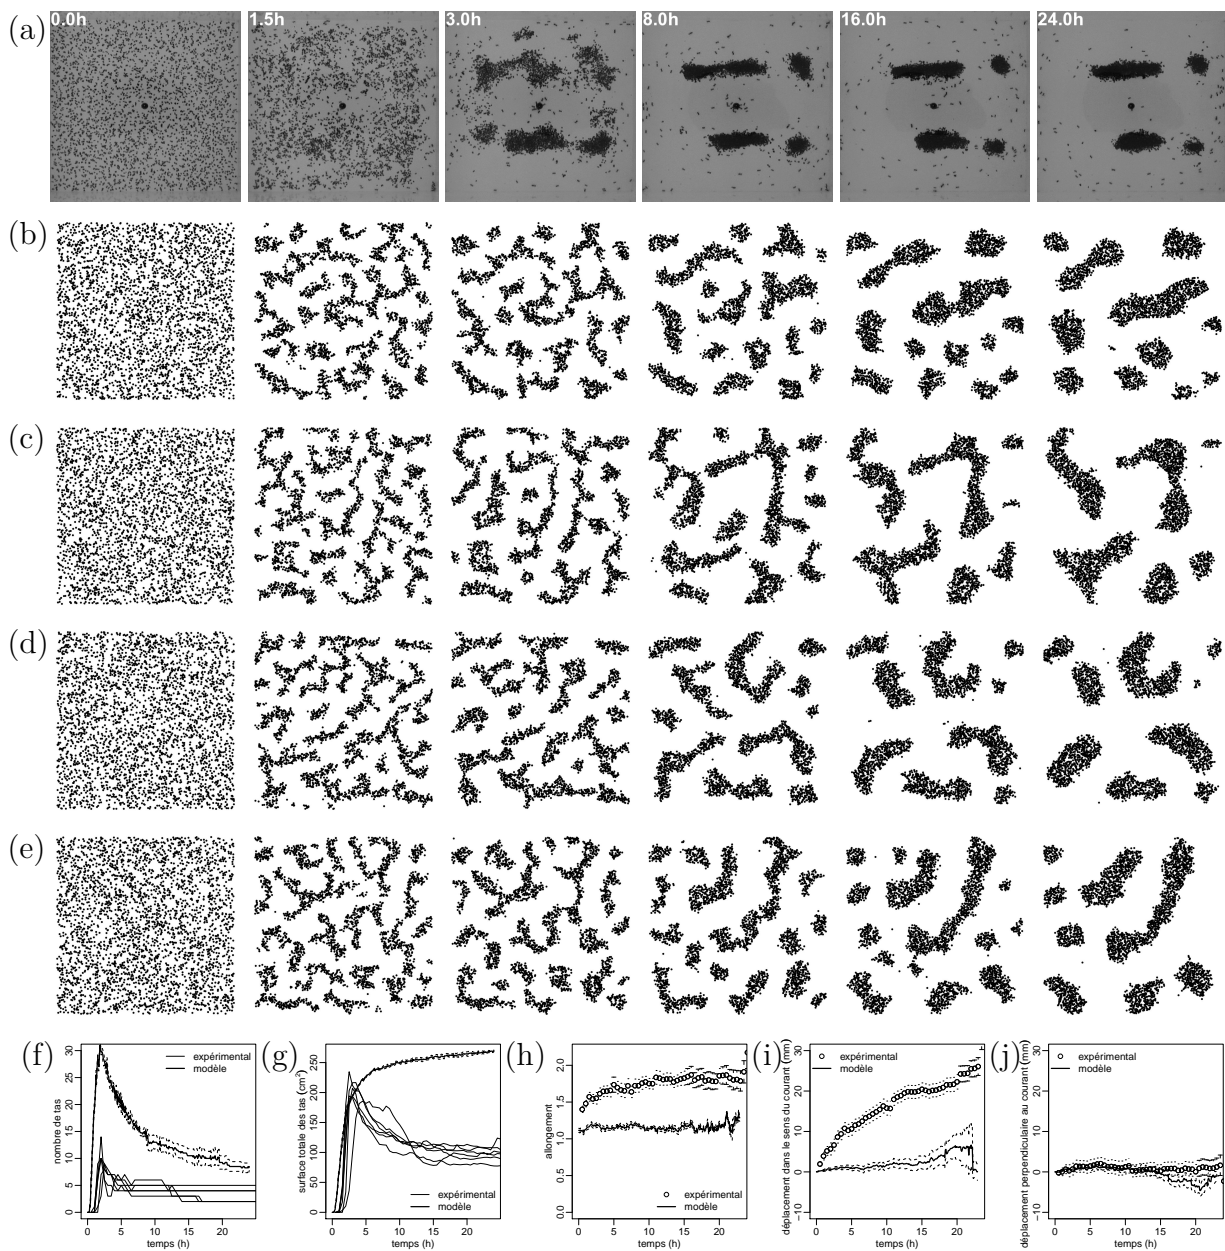 (a) 0.0h 1.5h 3.0h 8.0h 16.0h 24.0h
(b)
(c)
(d)
(e)
(f)
nombre de tas
0 5 10 15 20 25 30
expérimental
modèle
0 5 10 15 20
temps (h)
(g)
surface totale des tas (cm²)
0 50 100 150 200 250
expérimental
modèle
0 5 10 15 20
temps (h)
(h)
allongement
0.0 0.5 1.0 1.5 2.0
expérimental
modèle
0 5 10 15 20
temps (h)
(i)
déplacement dans le sens du courant (mm)
−10 0 10 20 30
expérimental
modèle
0 5 10 15 20
temps (h)
(j)
déplacement perpendiculaire au courant (mm)
−10 0 10 20 30
expérimental
modèle
0 5 10 15 20
temps (h)